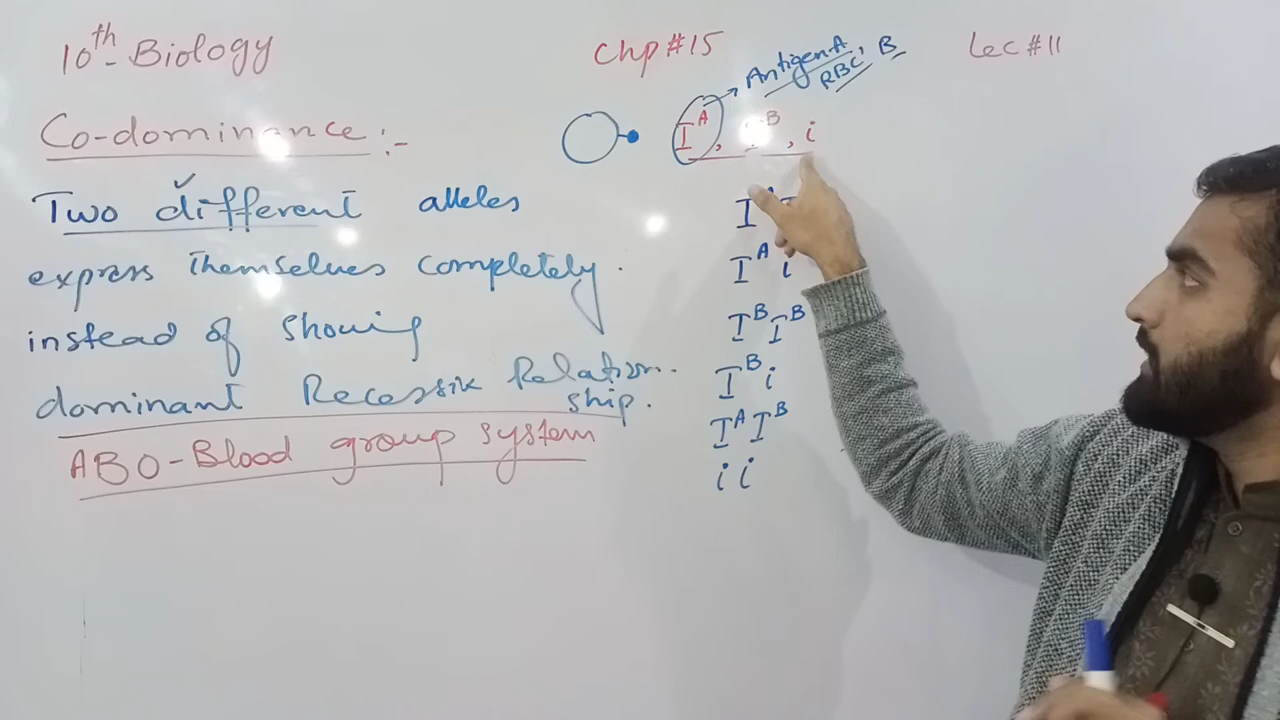 10th- Biology
Chp#15
Lec#11
Antigen-A, B
RBC
Co-dominance:-
I^A, I^B, i
Two different alleles
express themselves completely.
instead of showing
dominant Recessive Relation-
ship.
ABO-Blood group system
I^A i
I^B I^B
I^B i
I^A I^B
i i